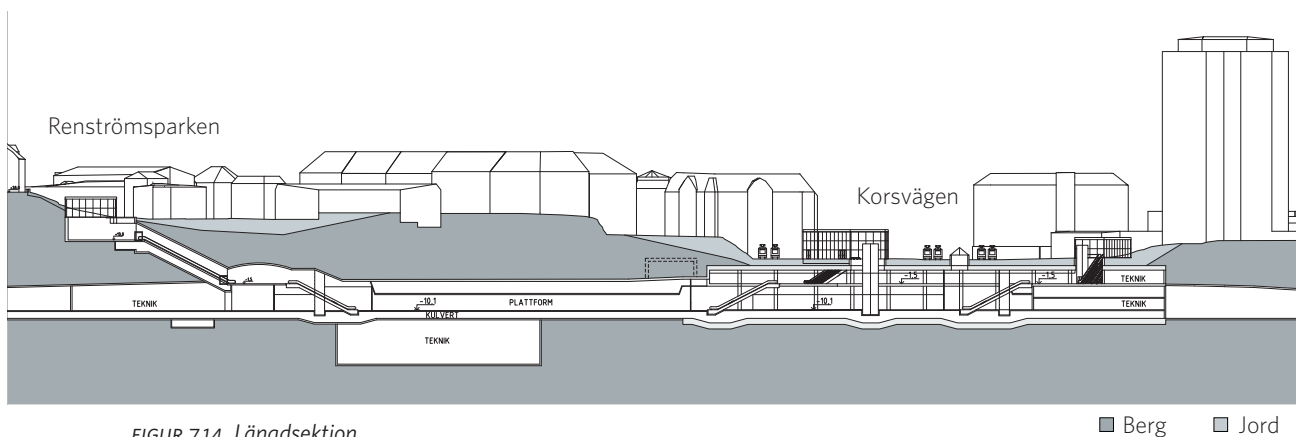 Renströmsparken
Korsvägen
-1,5
-1,5
TEKNIK
TEKNIK
-10,1
PLATTFORM
-10,1
TEKNIK
KULVERT
TEKNIK
FIGUR 7.14 Längdsektion
Berg
Jord